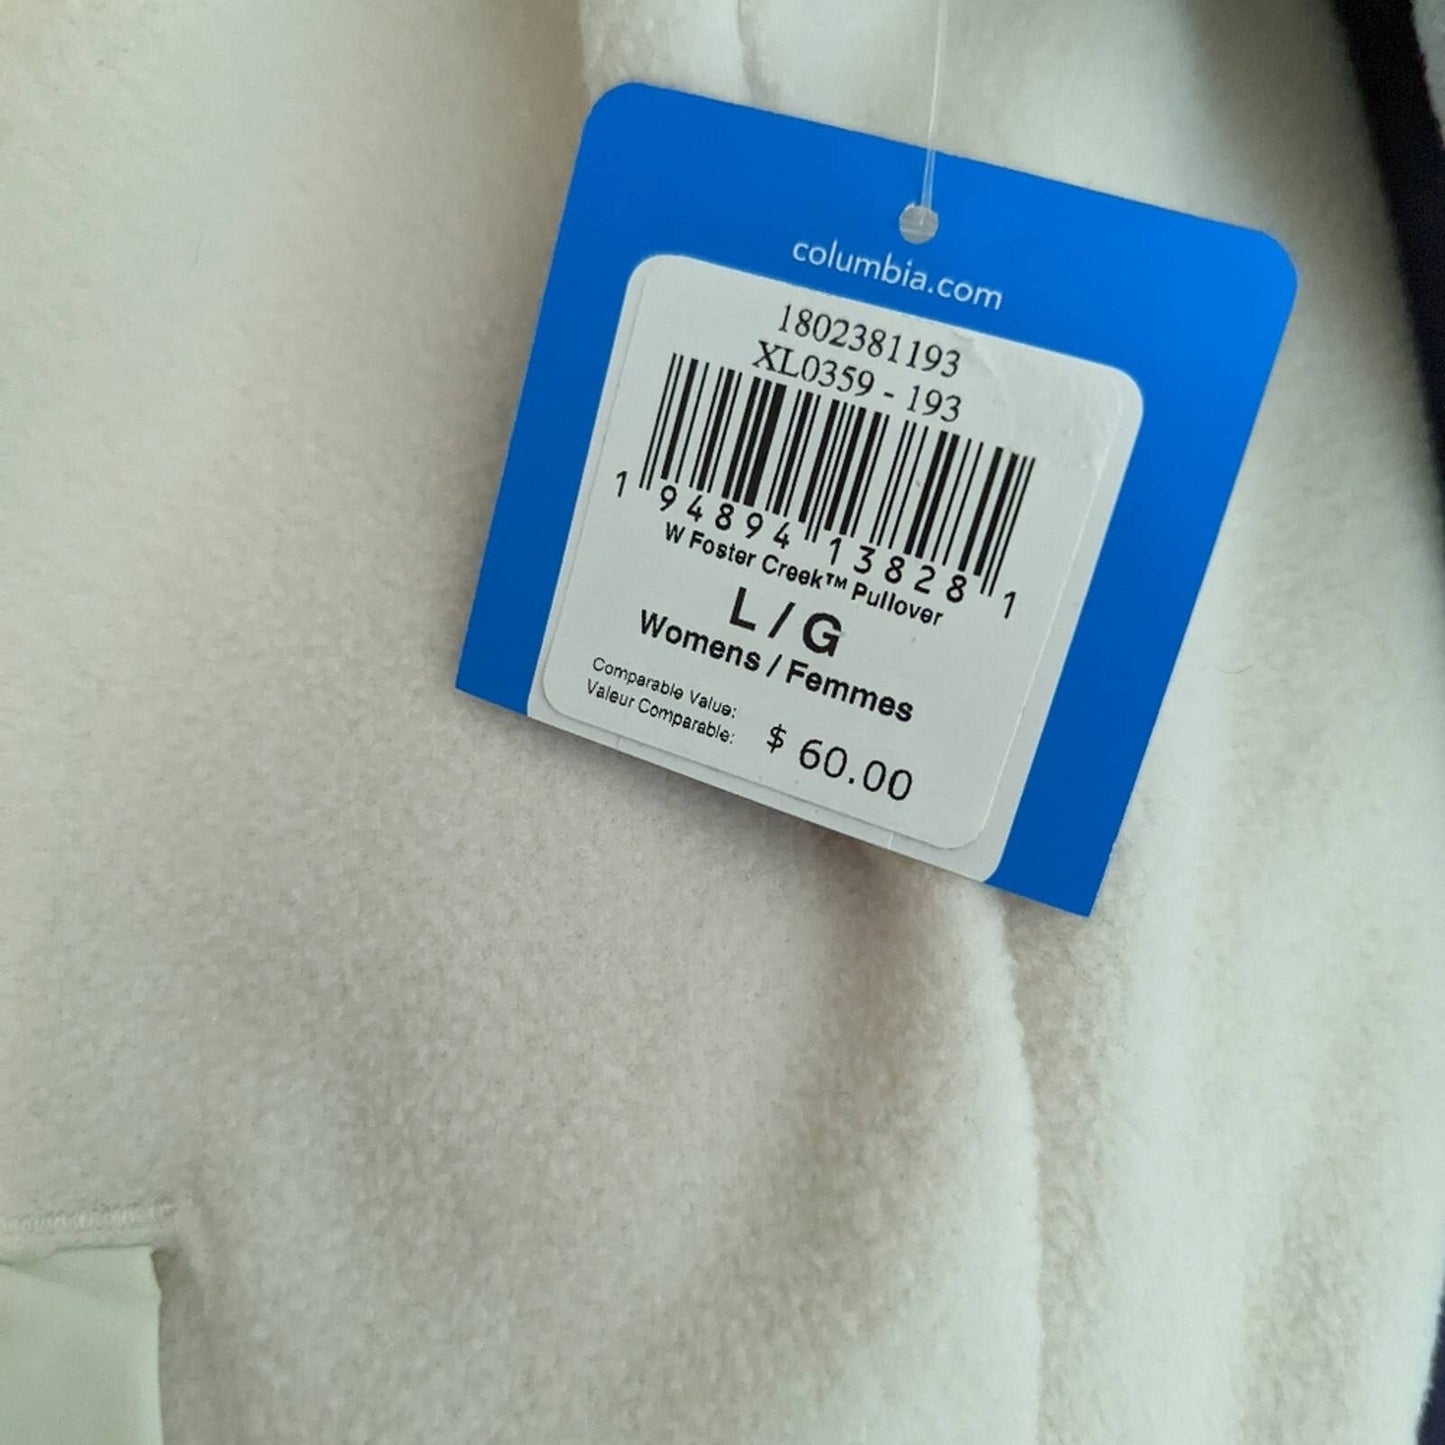 columbia.com
1802381193
XL0359 - 193
1 94894 13828 1
W Foster Creek™ Pullover
L / G
Womens / Femmes
Comparable Value:
Valeur Comparable:
$ 60.00